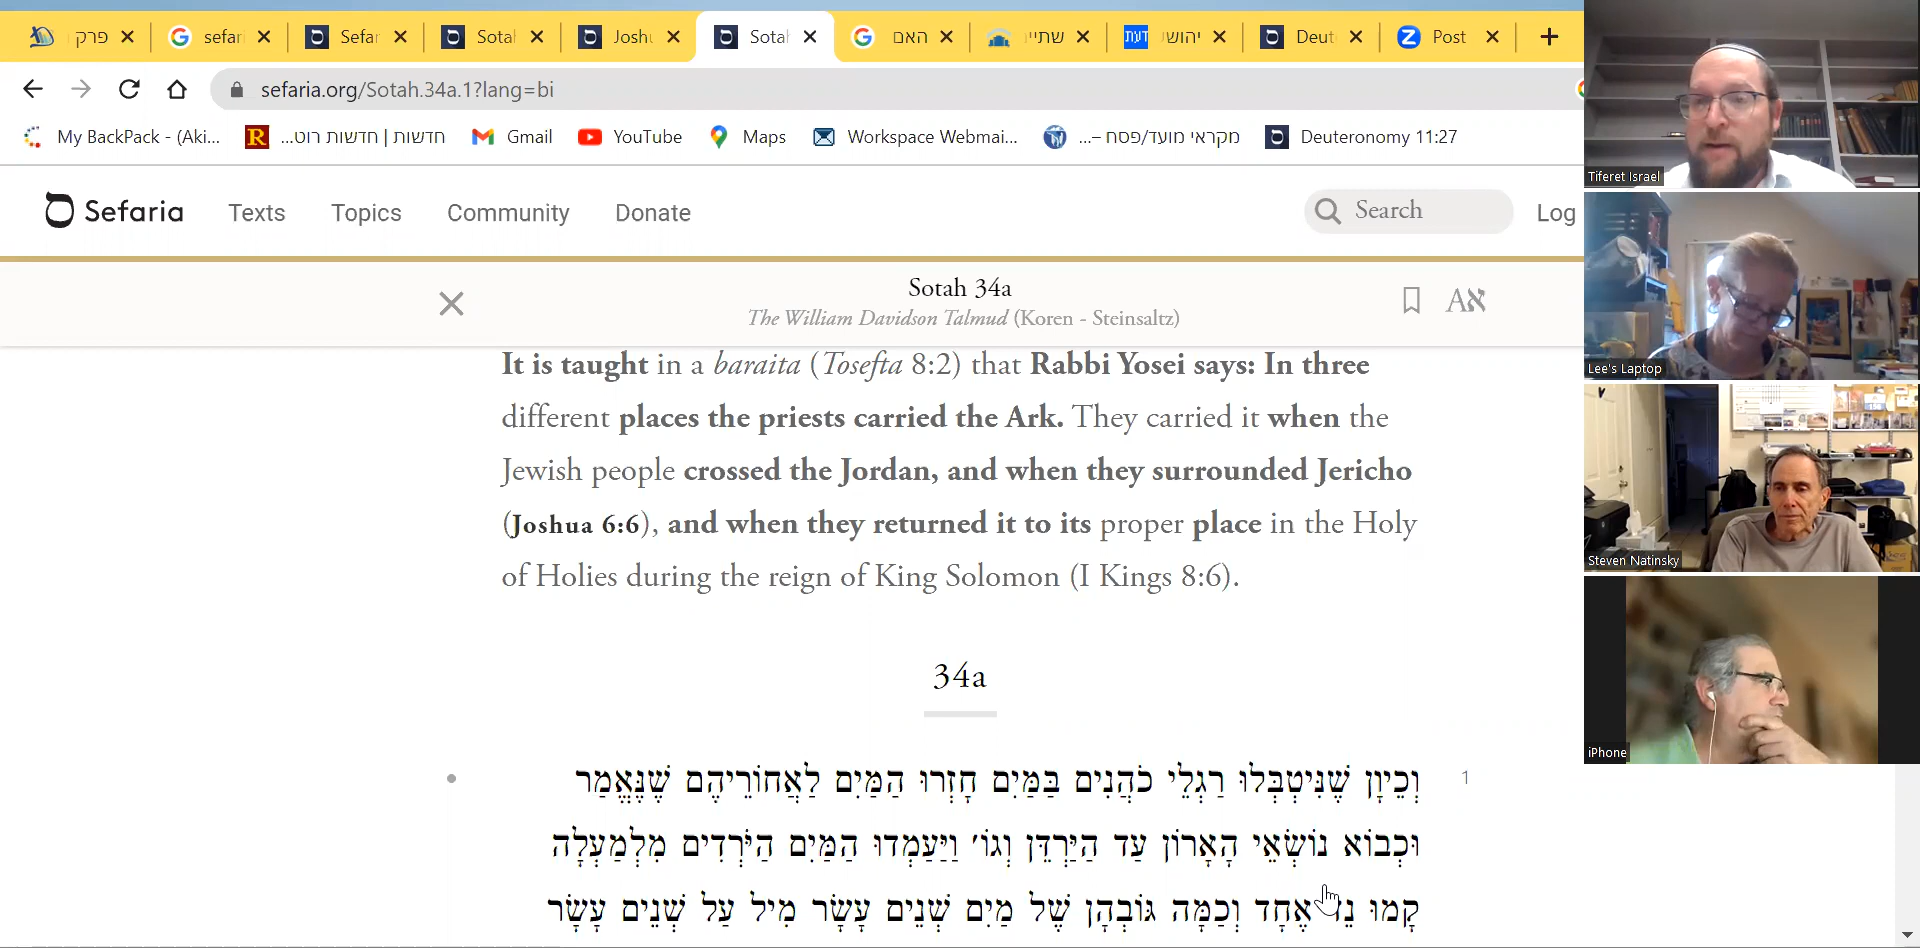 פרק
sefari
Sefar
Sota
Joshu
Sota
האם
שתיי
דעת יהושי
Deut
Z Post
sefaria.org/Sotah.34a.1?lang=bi
My BackPack - (Aki...
R חדשות | חדשות רוט...
Gmail
YouTube
Maps
Workspace Webmai...
מקראי מועד/פסח –...
Deuteronomy 11:27
Sefaria
Texts
Topics
Community
Donate
Search
Log
Sotah 34a
The William Davidson Talmud (Koren - Steinsaltz)
Aא
It is taught in a baraita (Tosefta 8:2) that Rabbi Yosei says: In three
different places the priests carried the Ark. They carried it when the
Jewish people crossed the Jordan, and when they surrounded Jericho
(Joshua 6:6), and when they returned it to its proper place in the Holy
of Holies during the reign of King Solomon (I Kings 8:6).
34a
1
וְכֵיוָן שֶׁנִּיטְבְּלוּ רַגְלֵי כֹהֲנִים בַּמַּיִם חָזְרוּ הַמַּיִם לַאֲחוֹרֵיהֶם שֶׁנֶּאֱמַר
וּכְבוֹא נוֹשְׂאֵי הָאָרוֹן עַד הַיַּרְדֵּן וְגוֹ׳ וַיַּעַמְדוּ הַמַּיִם הַיֹּרְדִים מִלְמַעְלָה
קָמוּ נֵד אֶחָד וְכַמָּה גּוֹבְהָן שֶׁל מַיִם שְׁנֵים עָשָׂר מִיל עַל שְׁנֵים עָשָׂר
Tiferet Israel
Lee's Laptop
Steven Natinsky
iPhone